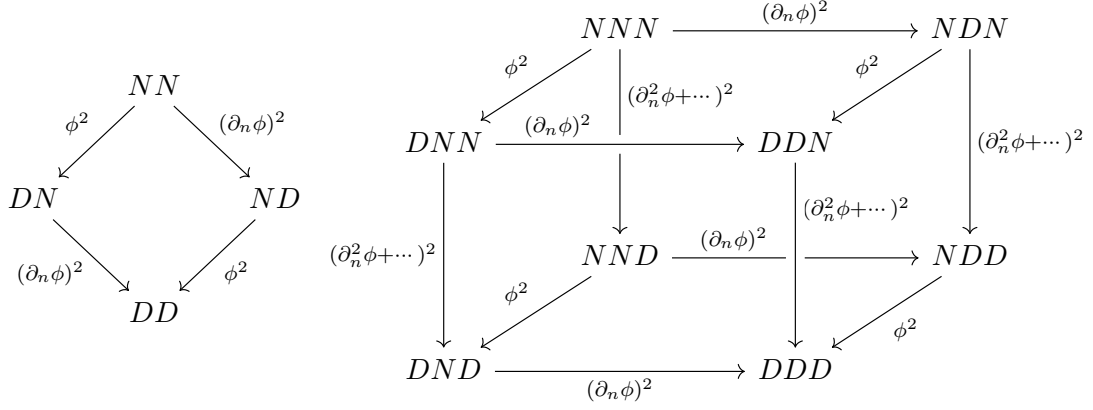 NN
ϕ² (∂ₙϕ)²
DN ND
(∂ₙϕ)² ϕ²
DD
NNN (∂ₙϕ)² NDN
ϕ² (∂ₙ²ϕ+⋯)² ϕ²
DNN (∂ₙϕ)² DDN (∂ₙ²ϕ+⋯)²
(∂ₙ²ϕ+⋯)² (∂ₙ²ϕ+⋯)²
NND (∂ₙϕ)² NDD
ϕ² ϕ²
DND (∂ₙϕ)² DDD